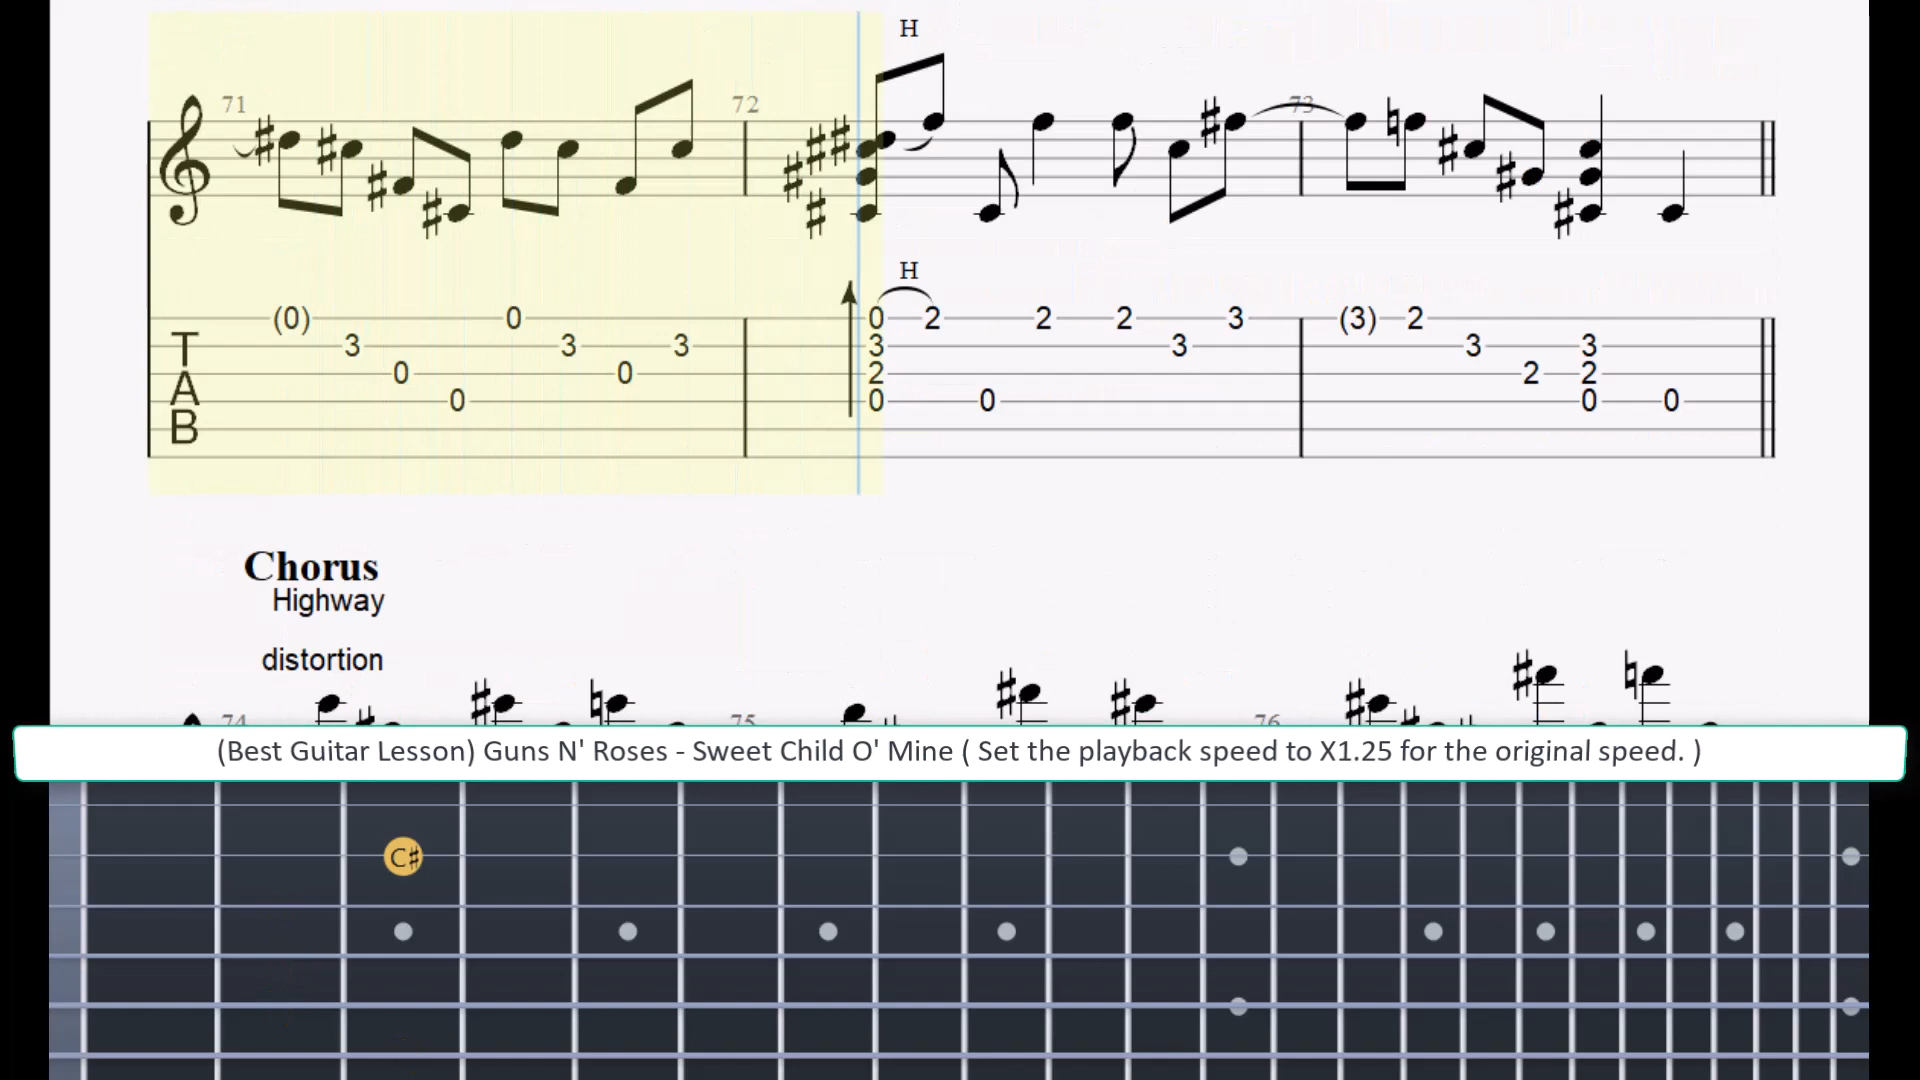 H
71 72 73
H
(0) 0 0 2 2 2 3 (3) 2
T 3 3 3 3 3 3 3
A 0 0 2 2 2
0 0 0 0 0
B
Chorus
Highway
distortion
74 75 76
(Best Guitar Lesson) Guns N' Roses - Sweet Child O' Mine ( Set the playback speed to X1.25 for the original speed. )
C♯